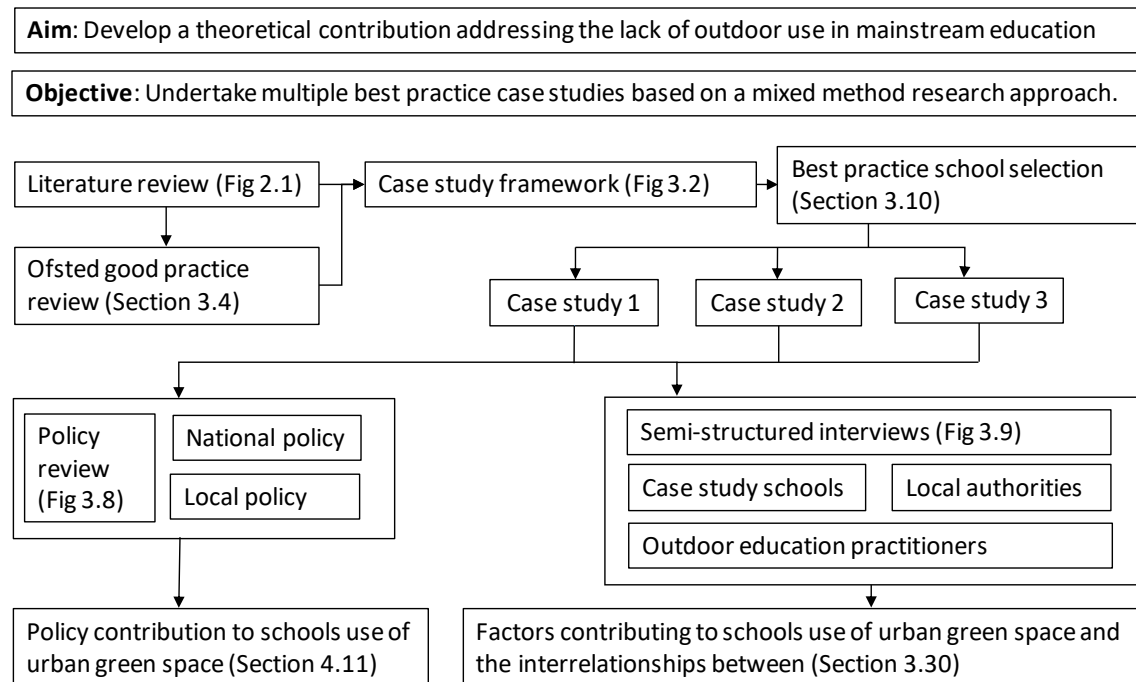 Aim: Develop a theoretical contribution addressing the lack of outdoor use in mainstream education
Objective: Undertake multiple best practice case studies based on a mixed method research approach.
Literature review (Fig 2.1)
Case study framework (Fig 3.2)
Best practice school selection
(Section 3.10)
Ofsted good practice
review (Section 3.4)
Case study 1
Case study 2
Case study 3
Policy
review
(Fig 3.8)
National policy
Local policy
Semi-structured interviews (Fig 3.9)
Case study schools
Local authorities
Outdoor education practitioners
Policy contribution to schools use of
urban green space (Section 4.11)
Factors contributing to schools use of urban green space and
the interrelationships between (Section 3.30)